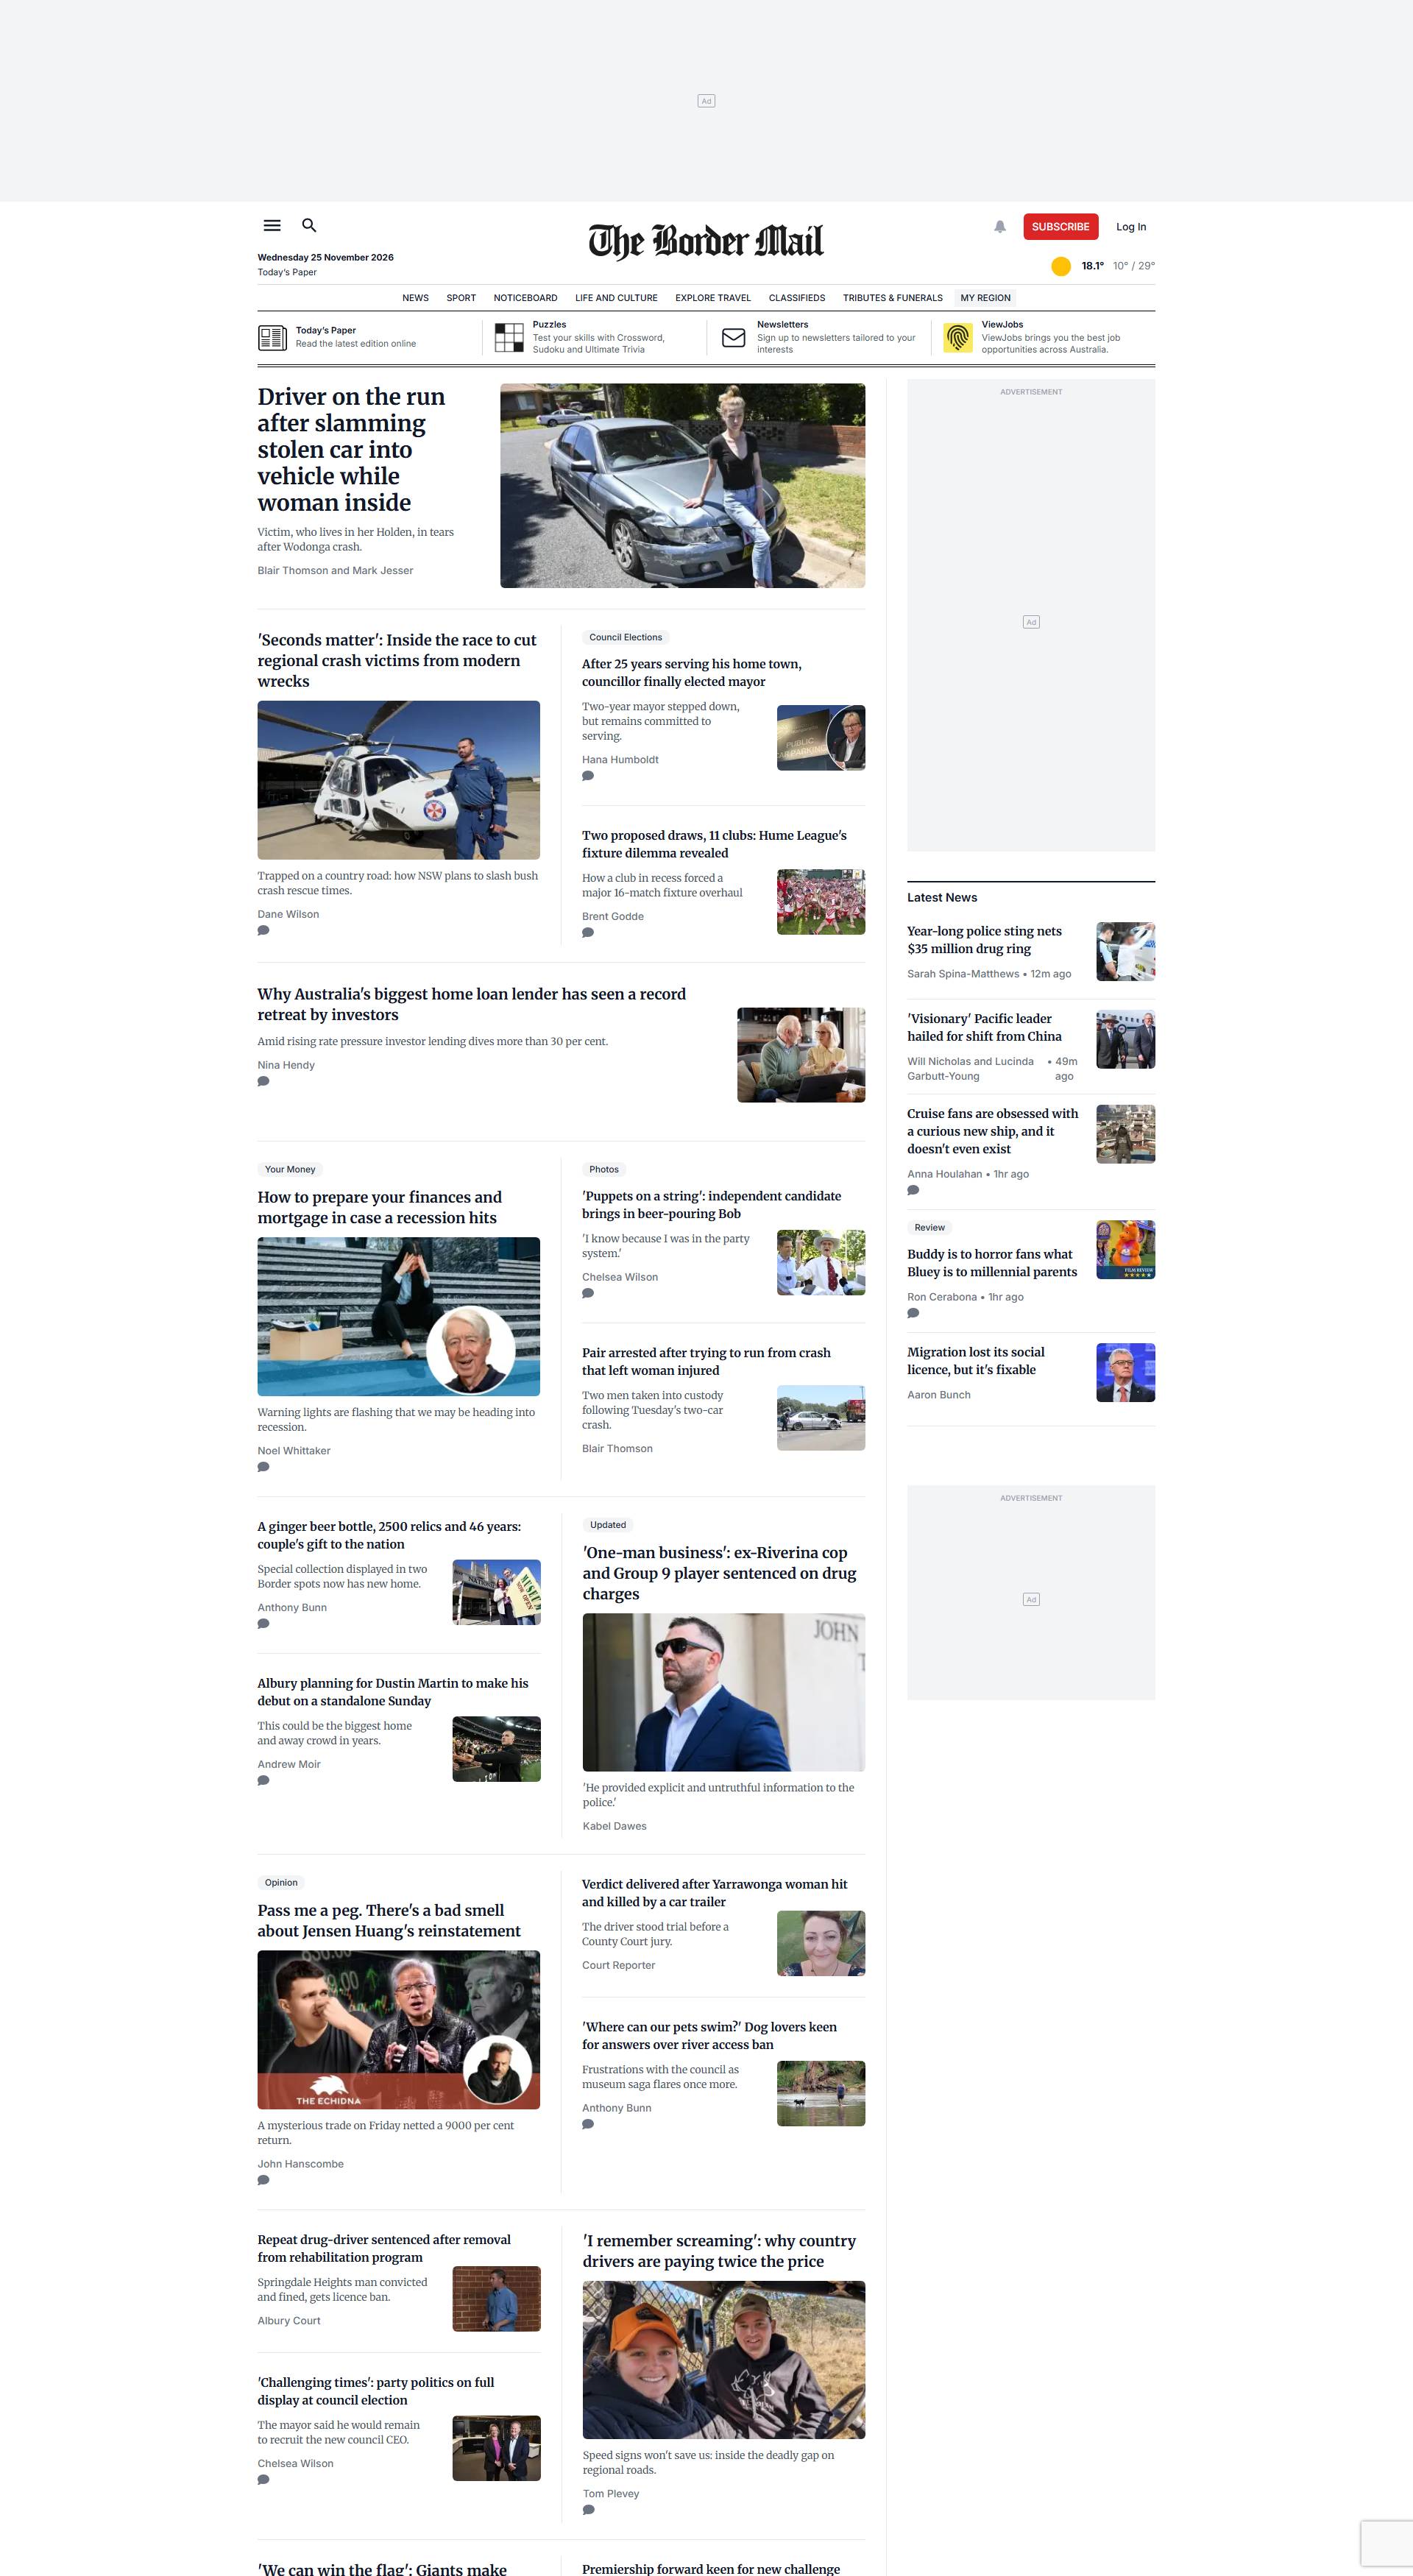 Ad
The Border Mail
SUBSCRIBE
Log In
Wednesday 25 November 2026
Today's Paper
18.1°
10° / 29°
NEWS
SPORT
NOTICEBOARD
LIFE AND CULTURE
EXPLORE TRAVEL
CLASSIFIEDS
TRIBUTES & FUNERALS
MY REGION
Today's Paper
Read the latest edition online
Puzzles
Test your skills with Crossword,
Sudoku and Ultimate Trivia
Newsletters
Sign up to newsletters tailored to your
interests
ViewJobs
ViewJobs brings you the best job
opportunities across Australia.
Driver on the run
after slamming
stolen car into
vehicle while
woman inside
Victim, who lives in her Holden, in tears
after Wodonga crash.
Blair Thomson and Mark Jesser
'Seconds matter': Inside the race to cut
regional crash victims from modern
wrecks
Trapped on a country road: how NSW plans to slash bush
crash rescue times.
Dane Wilson
Council Elections
After 25 years serving his home town,
councillor finally elected mayor
Two-year mayor stepped down,
but remains committed to
serving.
Hana Humboldt
PUBLIC
CAR PARKING
Two proposed draws, 11 clubs: Hume League's
fixture dilemma revealed
How a club in recess forced a
major 16-match fixture overhaul
Brent Godde
Why Australia's biggest home loan lender has seen a record
retreat by investors
Amid rising rate pressure investor lending dives more than 30 per cent.
Nina Hendy
Your Money
How to prepare your finances and
mortgage in case a recession hits
Warning lights are flashing that we may be heading into
recession.
Noel Whittaker
Photos
'Puppets on a string': independent candidate
brings in beer-pouring Bob
'I know because I was in the party
system.'
Chelsea Wilson
Pair arrested after trying to run from crash
that left woman injured
Two men taken into custody
following Tuesday's two-car
crash.
Blair Thomson
A ginger beer bottle, 2500 relics and 46 years:
couple's gift to the nation
Special collection displayed in two
Border spots now has new home.
Anthony Bunn
Albury planning for Dustin Martin to make his
debut on a standalone Sunday
This could be the biggest home
and away crowd in years.
Andrew Moir
Updated
'One-man business': ex-Riverina cop
and Group 9 player sentenced on drug
charges
JOHN
'He provided explicit and untruthful information to the
police.'
Kabel Dawes
Opinion
Pass me a peg. There's a bad smell
about Jensen Huang's reinstatement
THE ECHIDNA
A mysterious trade on Friday netted a 9000 per cent
return.
John Hanscombe
Verdict delivered after Yarrawonga woman hit
and killed by a car trailer
The driver stood trial before a
County Court jury.
Court Reporter
'Where can our pets swim?' Dog lovers keen
for answers over river access ban
Frustrations with the council as
museum saga flares once more.
Anthony Bunn
Repeat drug-driver sentenced after removal
from rehabilitation program
Springdale Heights man convicted
and fined, gets licence ban.
Albury Court
'Challenging times': party politics on full
display at council election
The mayor said he would remain
to recruit the new council CEO.
Chelsea Wilson
'I remember screaming': why country
drivers are paying twice the price
Speed signs won't save us: inside the deadly gap on
regional roads.
Tom Plevey
'We can win the flag': Giants make
Premiership forward keen for new challenge
ADVERTISEMENT
Ad
Latest News
Year-long police sting nets
$35 million drug ring
Sarah Spina-Matthews • 12m ago
'Visionary' Pacific leader
hailed for shift from China
Will Nicholas and Lucinda
Garbutt-Young
• 49m
ago
Cruise fans are obsessed with
a curious new ship, and it
doesn't even exist
Anna Houlahan • 1hr ago
Review
Buddy is to horror fans what
Bluey is to millennial parents
Ron Cerabona • 1hr ago
FILM REVIEW
Migration lost its social
licence, but it's fixable
Aaron Bunch
ADVERTISEMENT
Ad